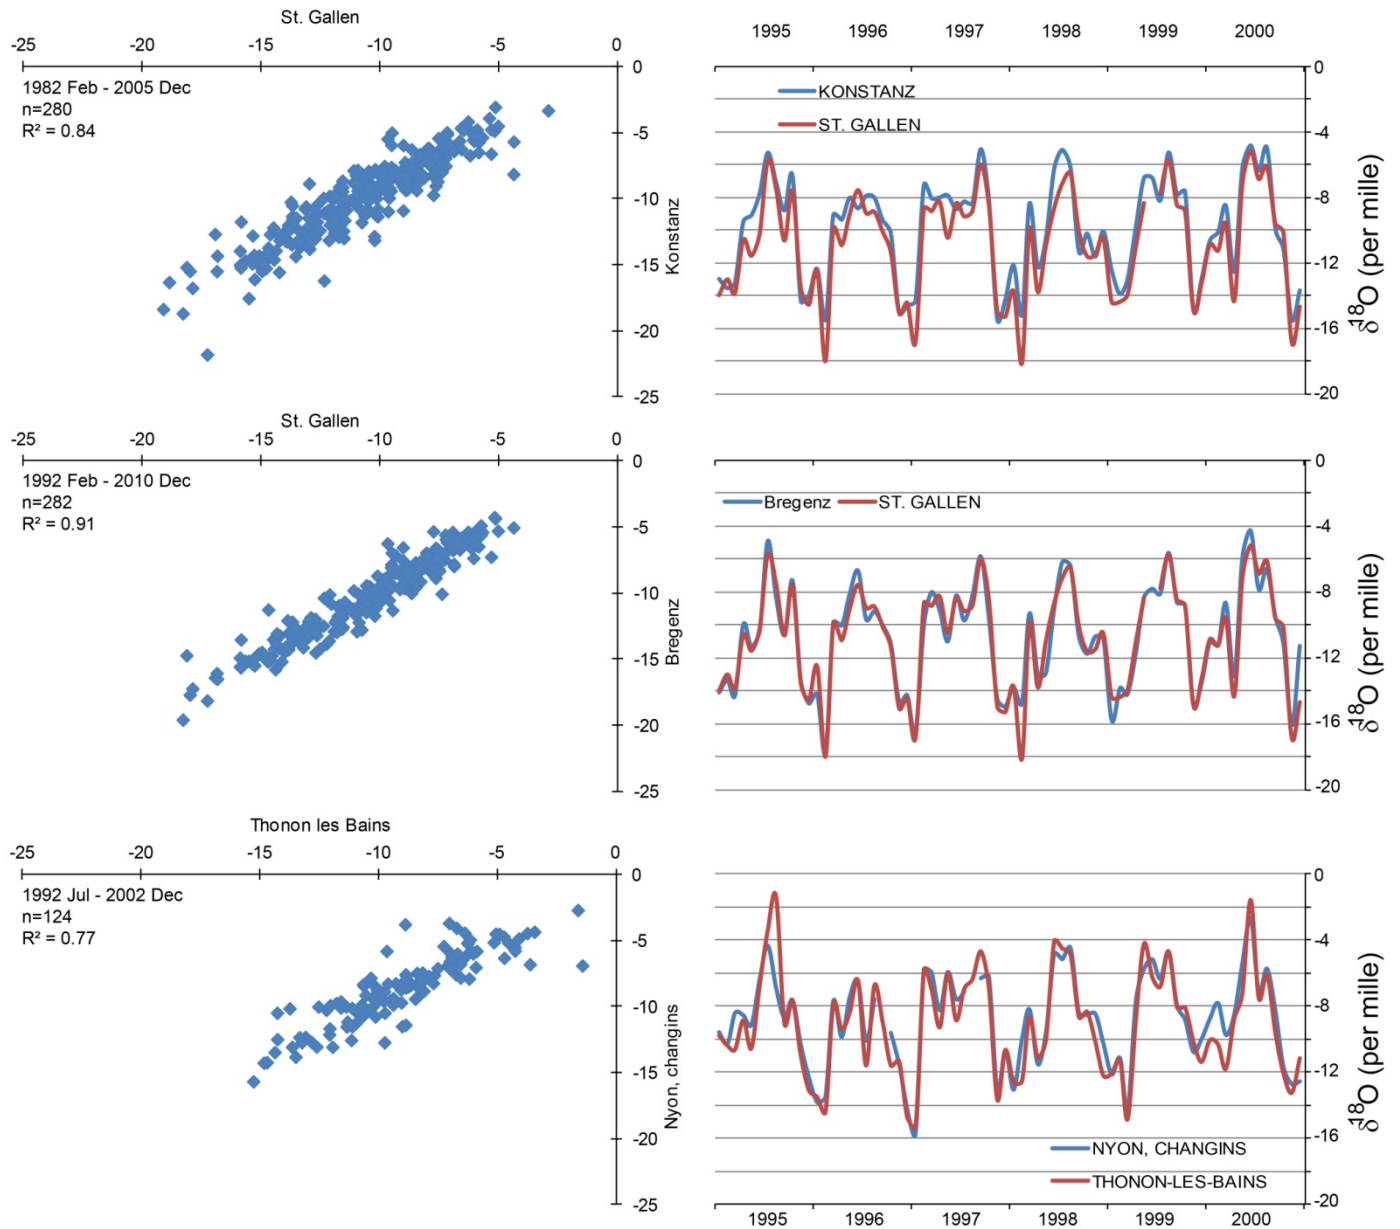 St. Gallen
-25 -20 -15 -10 -5 0
1982 Feb - 2005 Dec
n=280
R² = 0.84
0
-5
-10
-15
-20
-25
Konstanz
1995 1996 1997 1998 1999 2000
KONSTANZ
ST. GALLEN
0
-4
-8
-12
-16
-20
δ18O (per mille)
St. Gallen
-25 -20 -15 -10 -5 0
1992 Feb - 2010 Dec
n=282
R² = 0.91
0
-5
-10
-15
-20
-25
Bregenz
Bregenz ST. GALLEN
0
-4
-8
-12
-16
-20
δ18O (per mille)
Thonon les Bains
-25 -20 -15 -10 -5 0
1992 Jul - 2002 Dec
n=124
R² = 0.77
0
-5
-10
-15
-20
-25
Nyon, changins
0
-4
-8
-12
-16
-20
δ18O (per mille)
NYON, CHANGINS
THONON-LES-BAINS
1995 1996 1997 1998 1999 2000